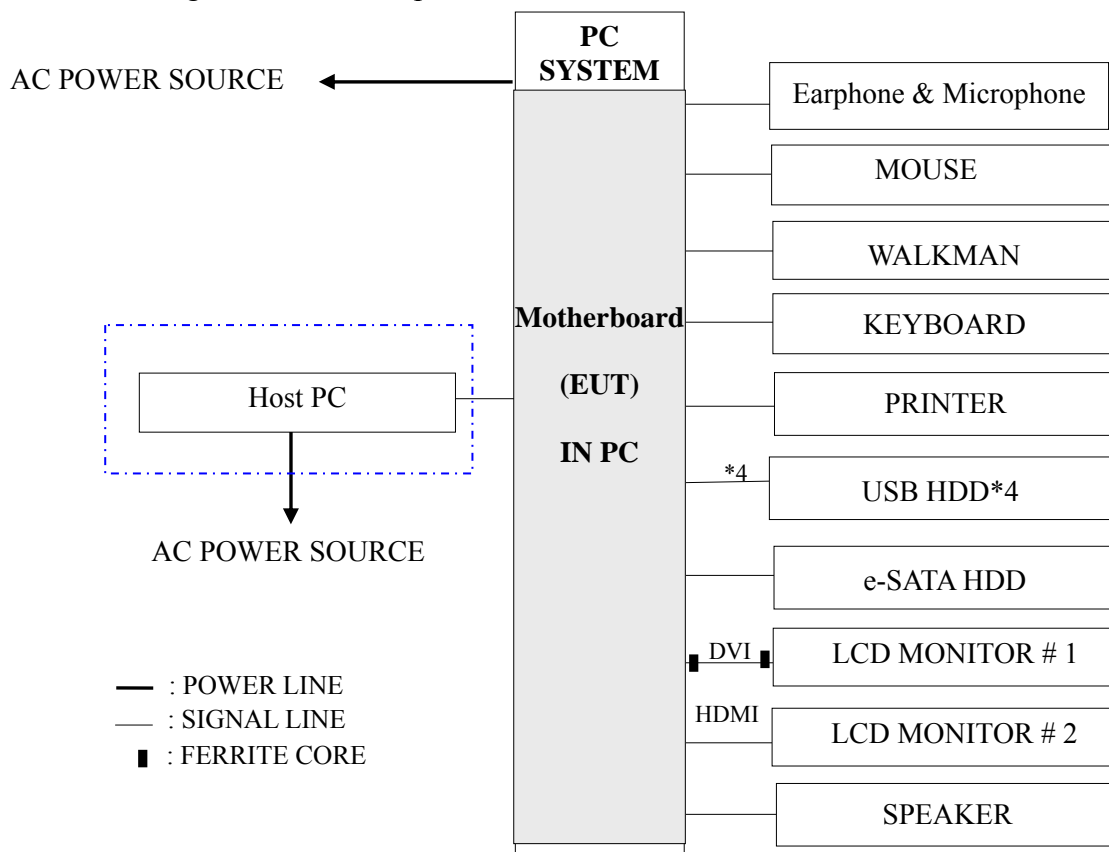 PC
SYSTEM
AC POWER SOURCE
Earphone & Microphone
MOUSE
WALKMAN
Motherboard
(EUT)
IN PC
KEYBOARD
Host PC
PRINTER
*4
USB HDD*4
AC POWER SOURCE
e-SATA HDD
DVI
LCD MONITOR # 1
: POWER LINE
: SIGNAL LINE
: FERRITE CORE
HDMI
LCD MONITOR # 2
SPEAKER